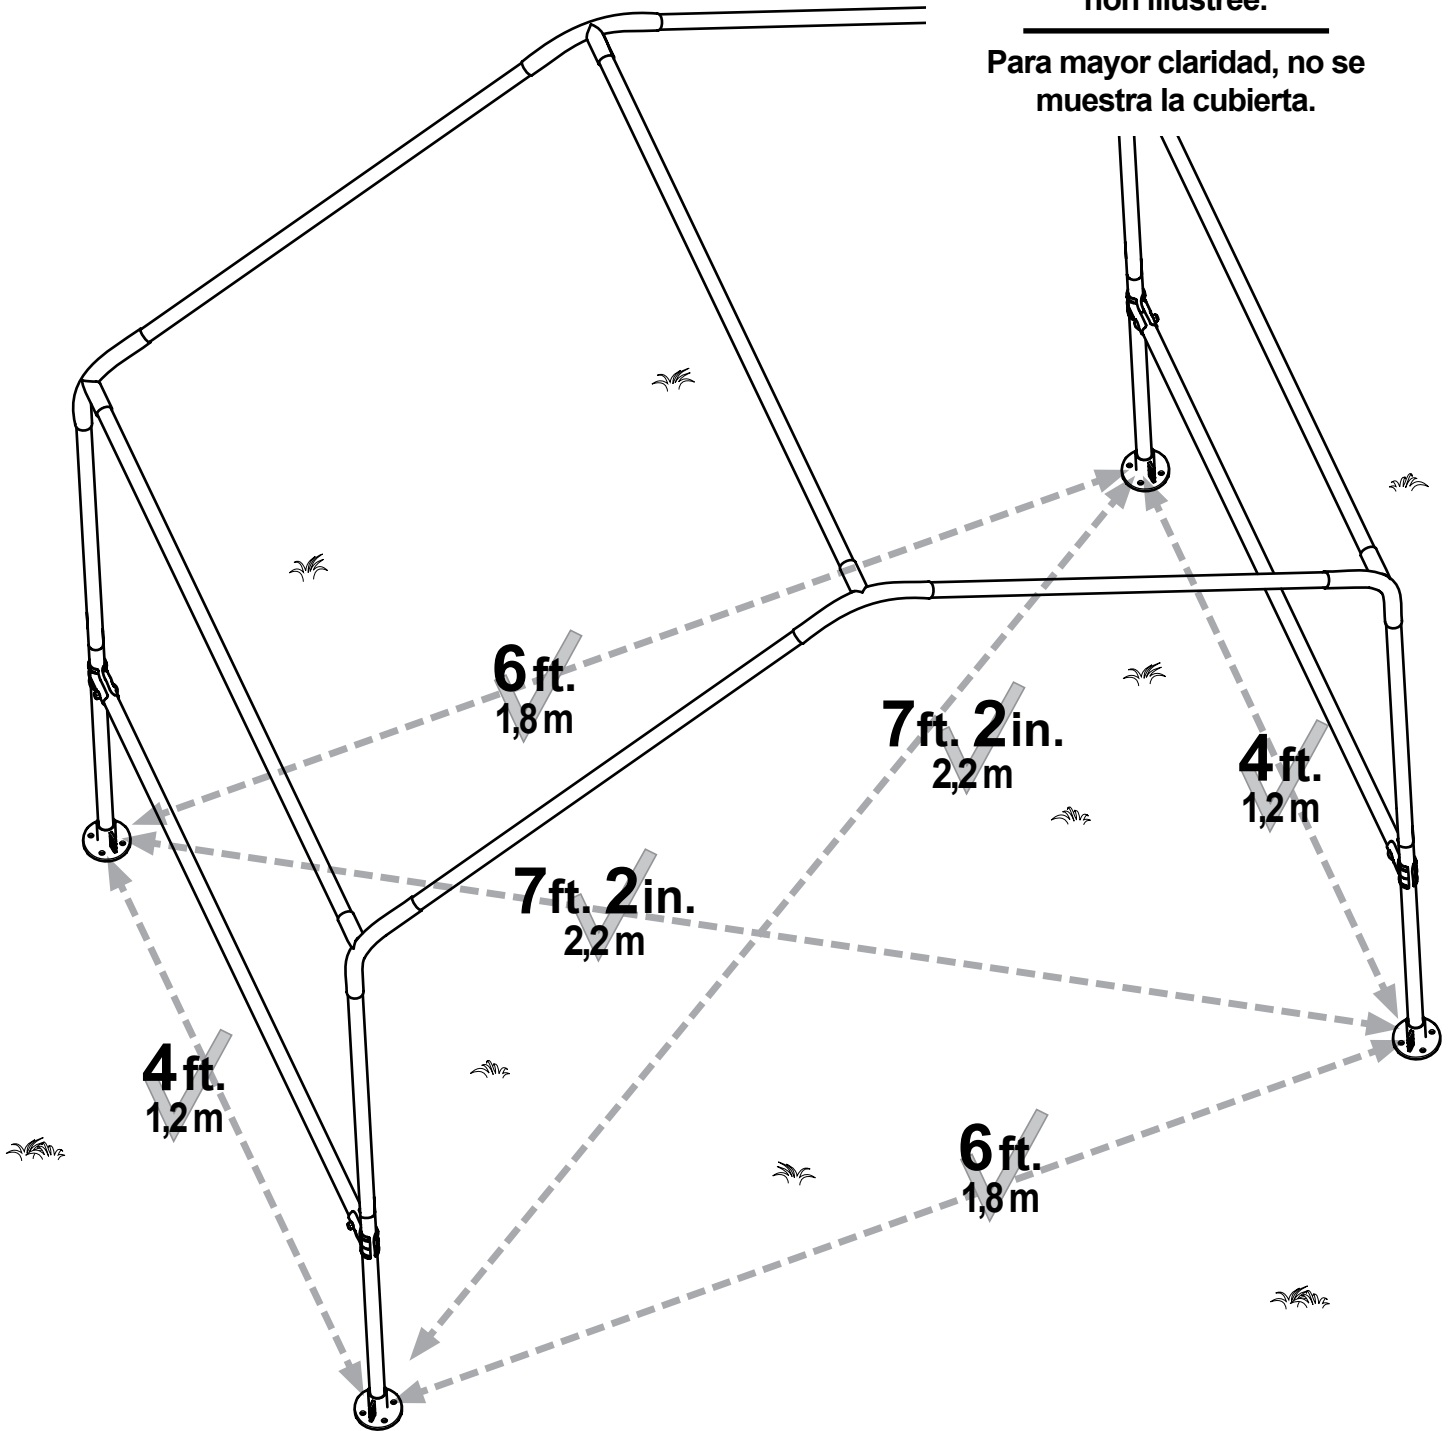 non illustrée.
Para mayor claridad, no se
muestra la cubierta.
6 ft.
1,8 m
7 ft. 2 in.
2,2 m
4 ft.
1,2 m
7 ft. 2 in.
2,2 m
4 ft.
1,2 m
6 ft.
1,8 m